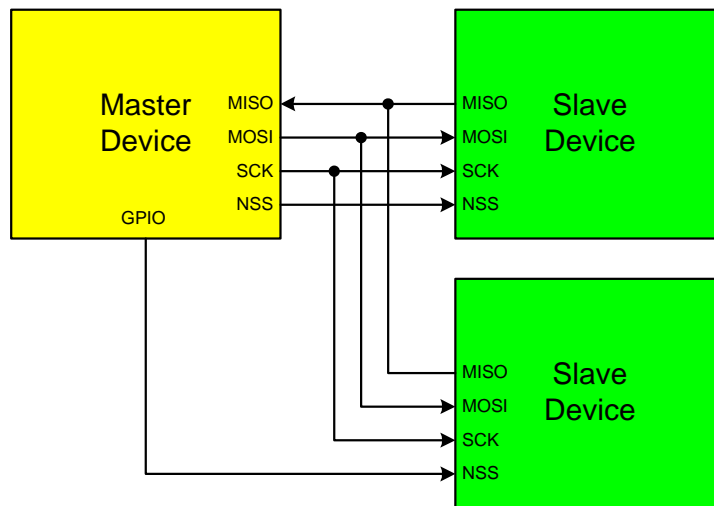 Master
Device
MISO
MOSI
SCK
NSS
GPIO
MISO
MOSI
SCK
NSS
Slave
Device
MISO
MOSI
SCK
NSS
Slave
Device